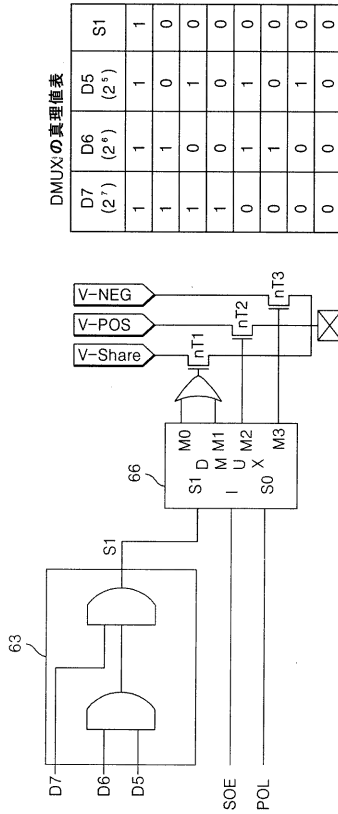 63
D7
D6
D5
S1
SOE
POL
66
S1
I
S0
D
M
U
X
M0
M1
M2
M3
V-NEG
V-POS
V-Share
nT1
nT2
nT3
DMUXの真理値表
D7 (2⁷) D6 (2⁶) D5 (2⁵) S1
1 1 1 1
1 1 0 0
1 0 1 0
1 0 0 0
0 1 1 0
0 1 0 0
0 0 1 0
0 0 0 0